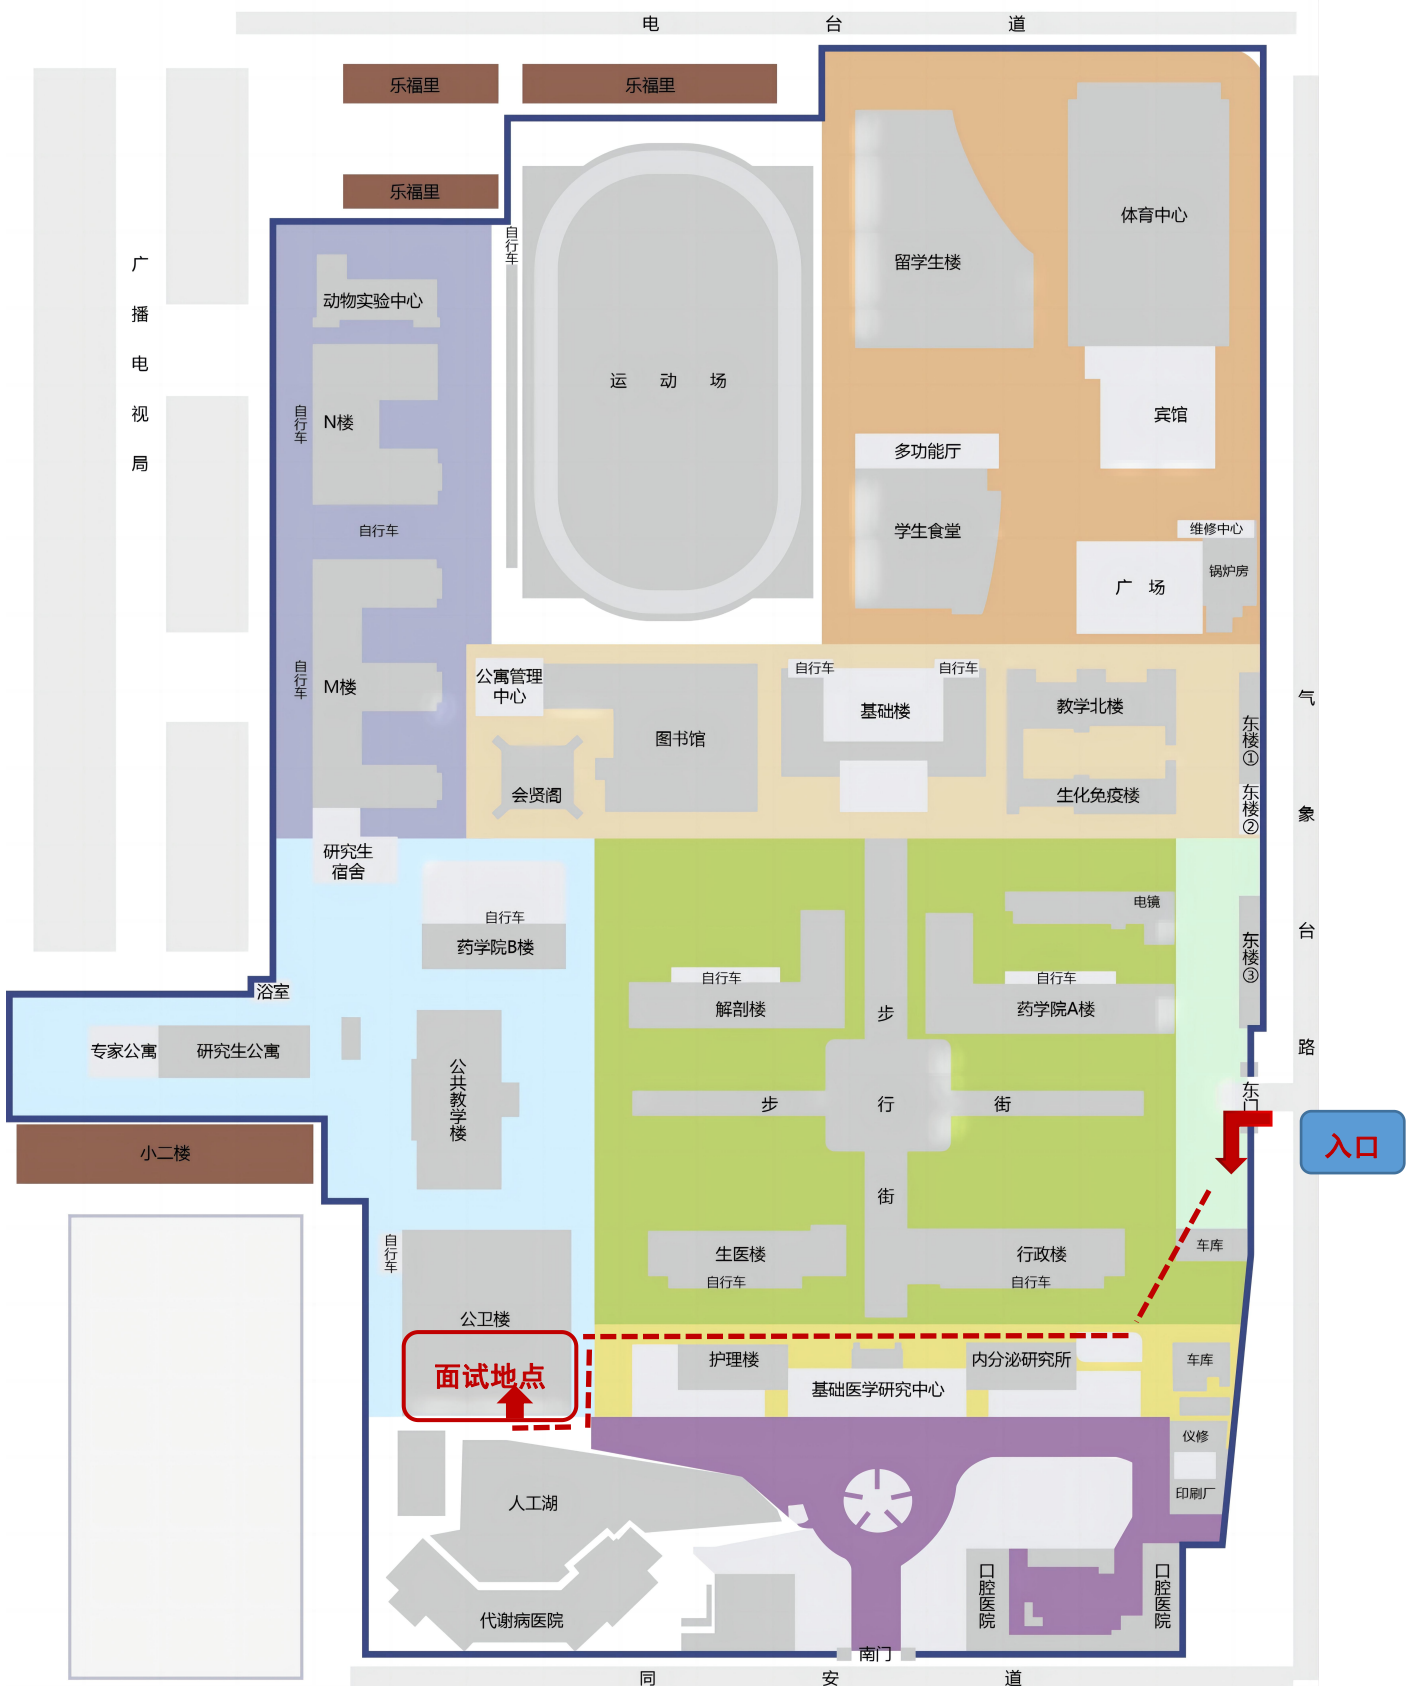 电台道
乐福里
乐福里
乐福里
广播电视局
自行车
动物实验中心
自行车
N楼
自行车
自行车
M楼
运动场
留学生楼
体育中心
宾馆
多功能厅
学生食堂
维修中心
锅炉房
广场
公寓管理
中心
图书馆
会贤阁
自行车
自行车
基础楼
教学北楼
生化免疫楼
东楼①
东楼②
气象台路
研究生
宿舍
自行车
药学院B楼
电镜
东楼③
自行车
解剖楼
自行车
药学院A楼
浴室
专家公寓
研究生公寓
公共教学楼
步行街
步行街
东门
入口
小二楼
自行车
生医楼
自行车
行政楼
自行车
车库
公卫楼
面试地点
护理楼
内分泌研究所
基础医学研究中心
车库
仪修
印刷厂
人工湖
代谢病医院
口腔医院
口腔医院
南门
同安道